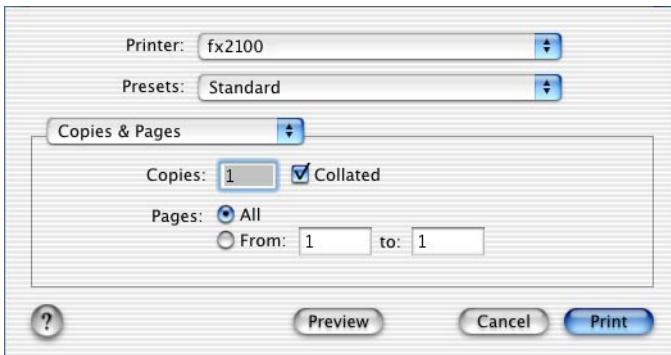 Printer: fx2100
Presets: Standard
Copies & Pages
Copies: 1 Collated
Pages: All
From: 1 to: 1
? Preview Cancel Print